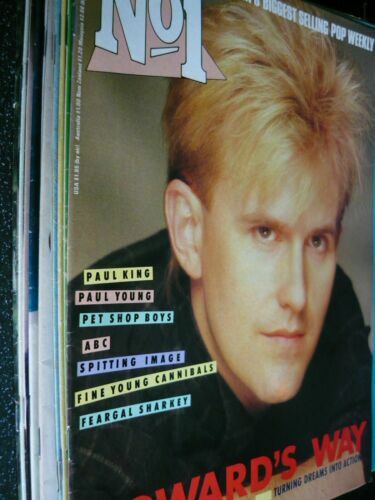 No1
'S BIGGEST SELLING POP WEEKLY
PAUL KING
PAUL YOUNG
PET SHOP BOYS
ABC
SPITTING IMAGE
FINE YOUNG CANNIBALS
FEARGAL SHARKEY
OWARD'S WAY
TURNING DREAMS INTO ACTION